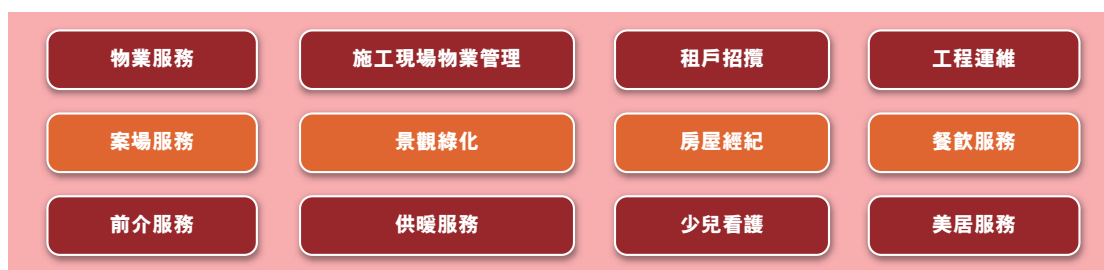 物業服務
施工現場物業管理
租戶招攬
工程運維
案場服務
景觀綠化
房屋經紀
餐飲服務
前介服務
供暖服務
少兒看護
美居服務